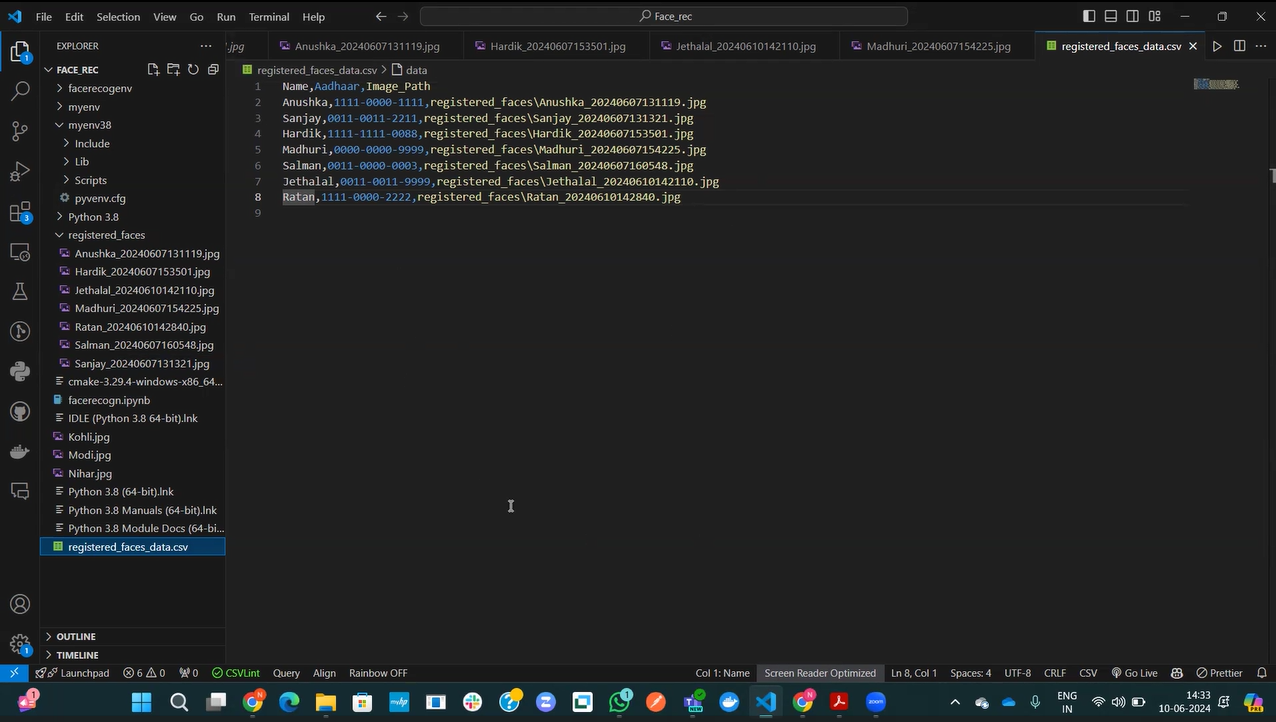 File Edit Selection View Go Run Terminal Help
Face_rec
EXPLORER
.jpg
Anushka_20240607131119.jpg
Hardik_20240607153501.jpg
Jethalal_20240610142110.jpg
Madhuri_20240607154225.jpg
registered_faces_data.csv
FACE_REC
facerecogenv
myenv
myenv38
Include
Lib
Scripts
pyvenv.cfg
Python 3.8
registered_faces
Anushka_20240607131119.jpg
Hardik_20240607153501.jpg
Jethalal_20240610142110.jpg
Madhuri_20240607154225.jpg
Ratan_20240610142840.jpg
Salman_20240607160548.jpg
Sanjay_20240607131321.jpg
cmake-3.29.4-windows-x86_64...
facerecogn.ipynb
IDLE (Python 3.8 64-bit).lnk
Kohli.jpg
Modi.jpg
Nihar.jpg
Python 3.8 (64-bit).lnk
Python 3.8 Manuals (64-bit).lnk
Python 3.8 Module Docs (64-bi...
registered_faces_data.csv
OUTLINE
TIMELINE
registered_faces_data.csv > data
1 Name,Aadhaar,Image_Path
2 Anushka,1111-0000-1111,registered_faces\Anushka_20240607131119.jpg
3 Sanjay,0011-0011-2211,registered_faces\Sanjay_20240607131321.jpg
4 Hardik,1111-1111-0088,registered_faces\Hardik_20240607153501.jpg
5 Madhuri,0000-0000-9999,registered_faces\Madhuri_20240607154225.jpg
6 Salman,0011-0000-0003,registered_faces\Salman_20240607160548.jpg
7 Jethalal,0011-0011-9999,registered_faces\Jethalal_20240610142110.jpg
8 Ratan,1111-0000-2222,registered_faces\Ratan_20240610142840.jpg
9
Launchpad 6 0 0 CSVLint Query Align Rainbow OFF Col 1: Name Screen Reader Optimized Ln 8, Col 1 Spaces: 4 UTF-8 CRLF CSV Go Live Prettier
ENG
IN
14:33
10-06-2024